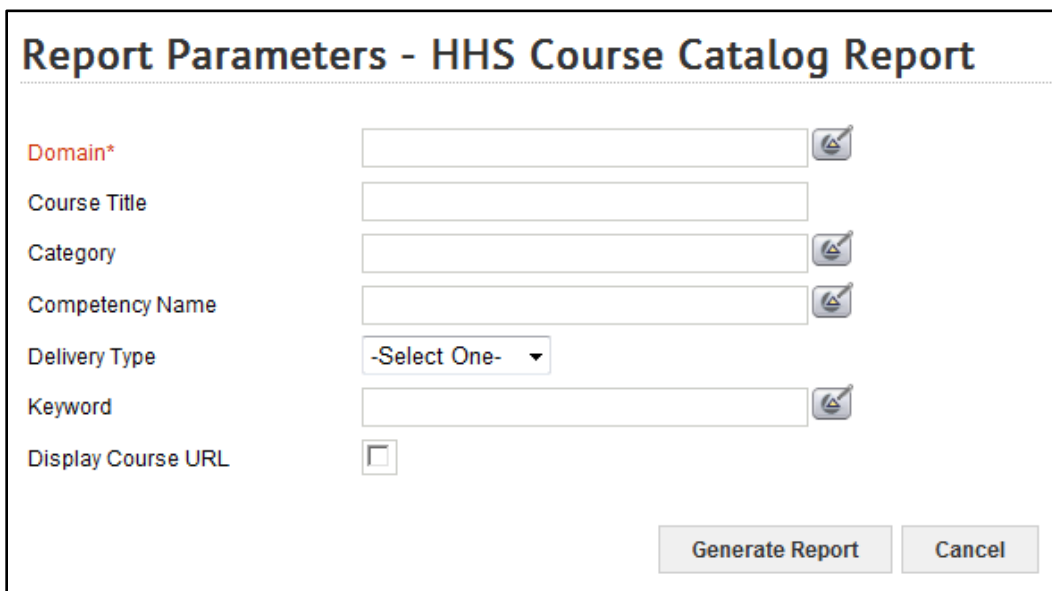 Report Parameters - HHS Course Catalog Report
Domain*
Course Title
Category
Competency Name
Delivery Type -Select One-
Keyword
Display Course URL
Generate Report Cancel